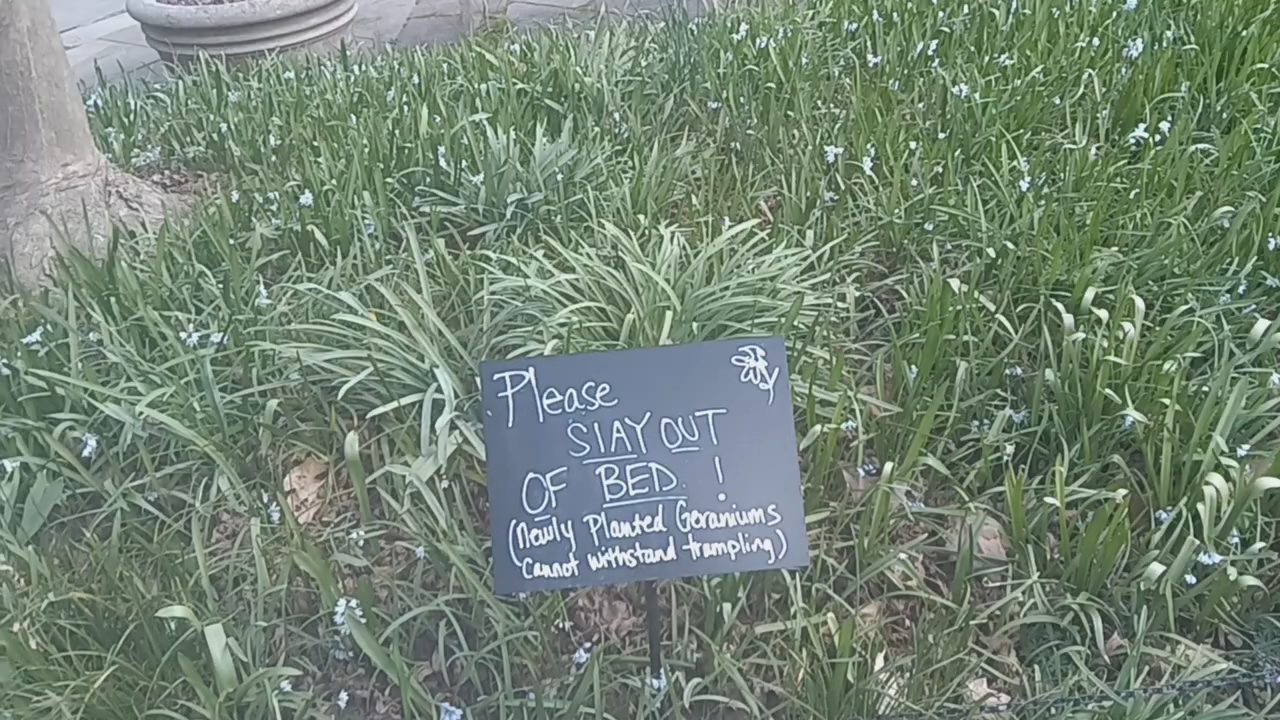 Please
STAY OUT
OF BED. !
(Newly Planted Geraniums
cannot withstand trampling)